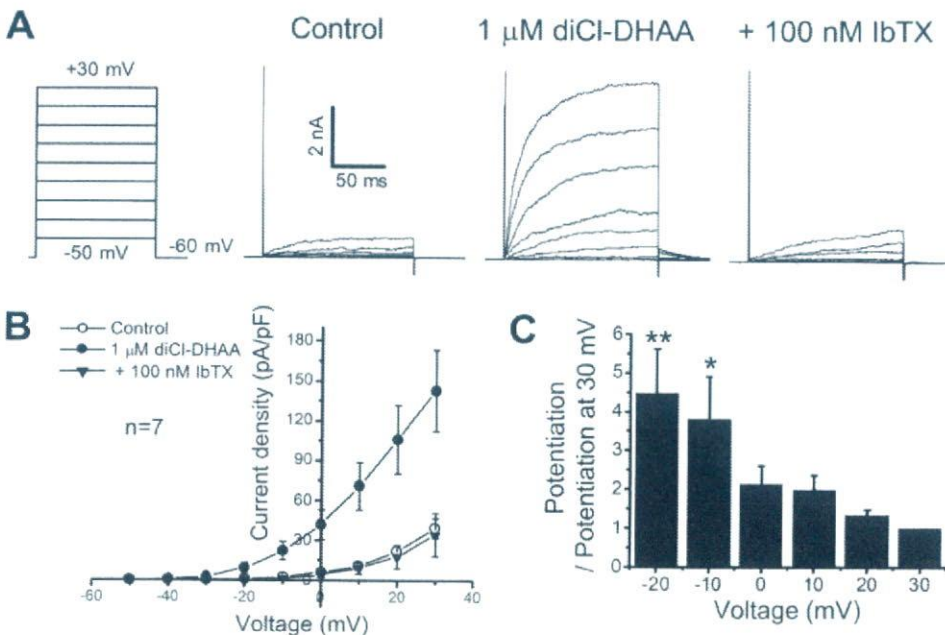 A
Control
1 μM diCl-DHAA
+ 100 nM IbTX
+30 mV
-50 mV
-60 mV
2 nA
50 ms
B
Control
1 μM diCl-DHAA
+ 100 nM IbTX
n=7
Current density (pA/pF)
180
150
120
90
60
30
0
-60
-40
-20
0
20
40
Voltage (mV)
C
Potentiation
/ Potentiation at 30 mV
6
5
4
3
2
1
0
**
*
-20
-10
0
10
20
30
Voltage (mV)